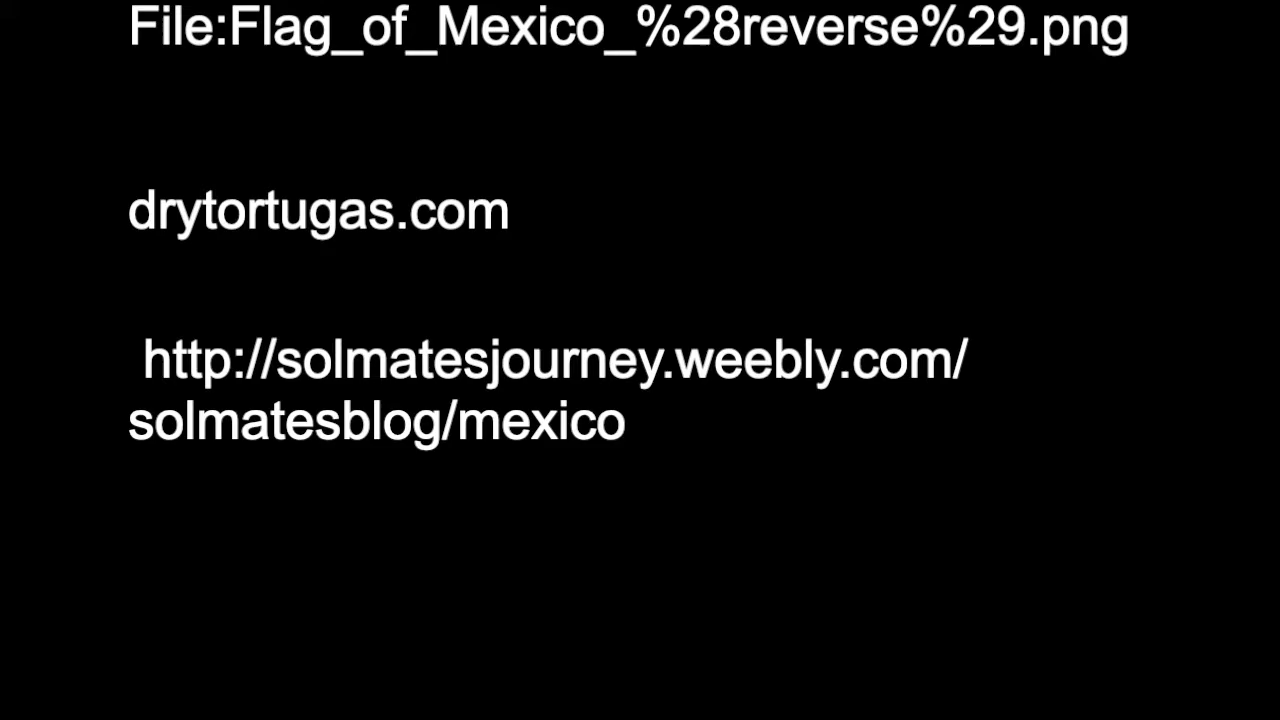 File:Flag_of_Mexico_%28reverse%29.png
drytortugas.com
http://solmatesjourney.weebly.com/
solmatesblog/mexico